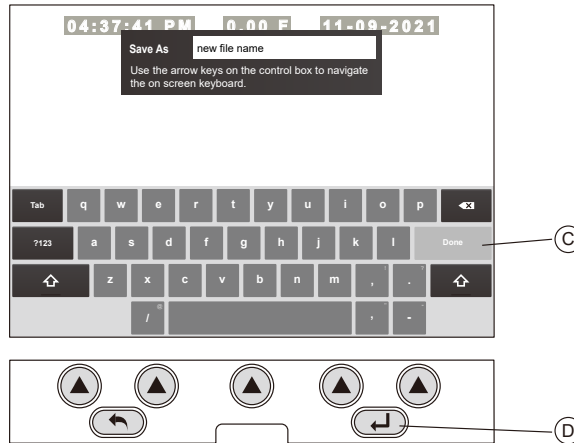 04:37:41 PM 0.00 F 11-09-2021
Save As new file name
Use the arrow keys on the control box to navigate
the on screen keyboard.
Tab q w e r t y u i o p
?123 a s d f g h j k l Done
z x c v b n m , ! . ?
/ @ ' " - _
C
D